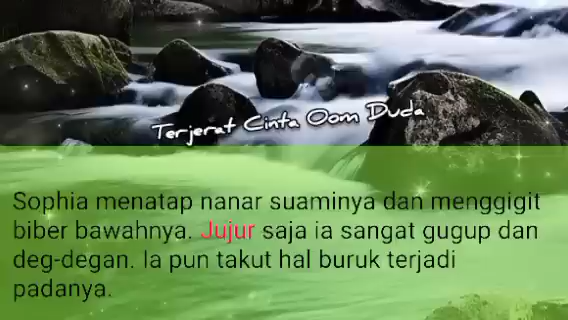 Terjerat Cinta Oom Duda
Sophia menatap nanar suaminya dan menggigit
biber bawahnya. Jujur saja ia sangat gugup dan
deg-degan. Ia pun takut hal buruk terjadi
padanya.